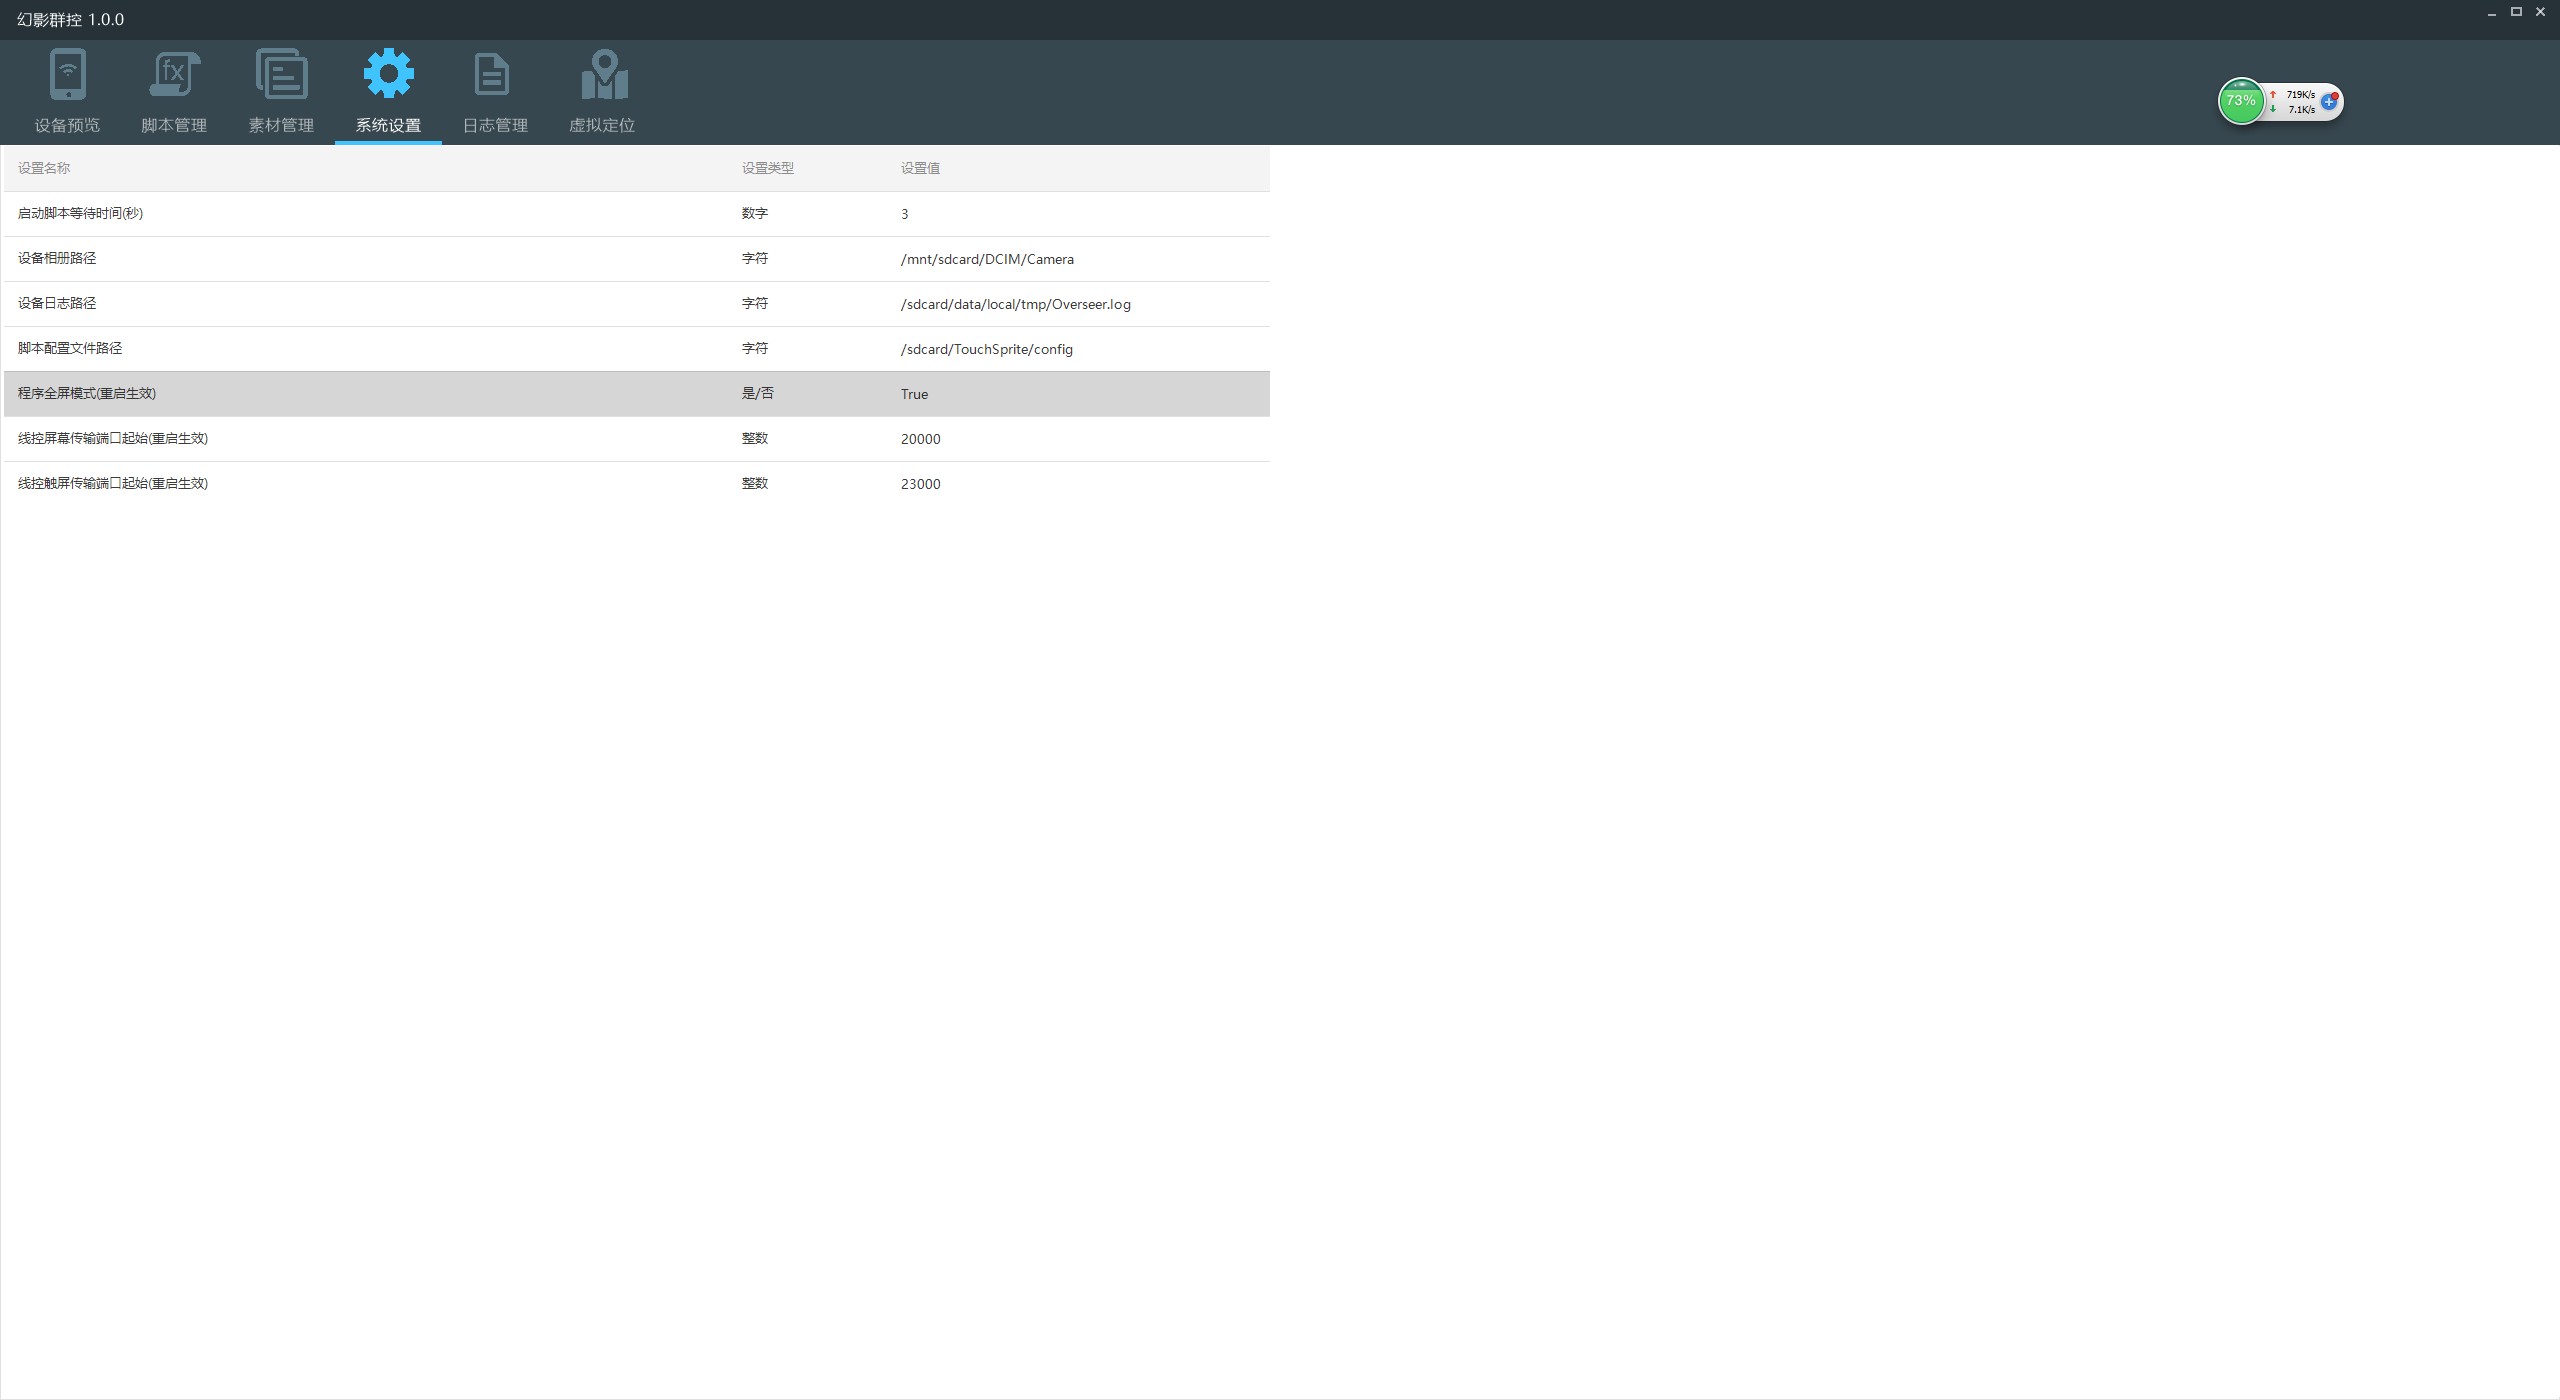 幻影群控 1.0.0
设备预览 脚本管理 素材管理 系统设置 日志管理 虚拟定位
73% 719K/s
7.1K/s
设置名称 设置类型 设置值
启动脚本等待时间(秒) 数字 3
设备相册路径 字符 /mnt/sdcard/DCIM/Camera
设备日志路径 字符 /sdcard/data/local/tmp/Overseer.log
脚本配置文件路径 字符 /sdcard/TouchSprite/config
程序全屏模式(重启生效) 是/否 True
线控屏幕传输端口起始(重启生效) 整数 20000
线控触屏传输端口起始(重启生效) 整数 23000